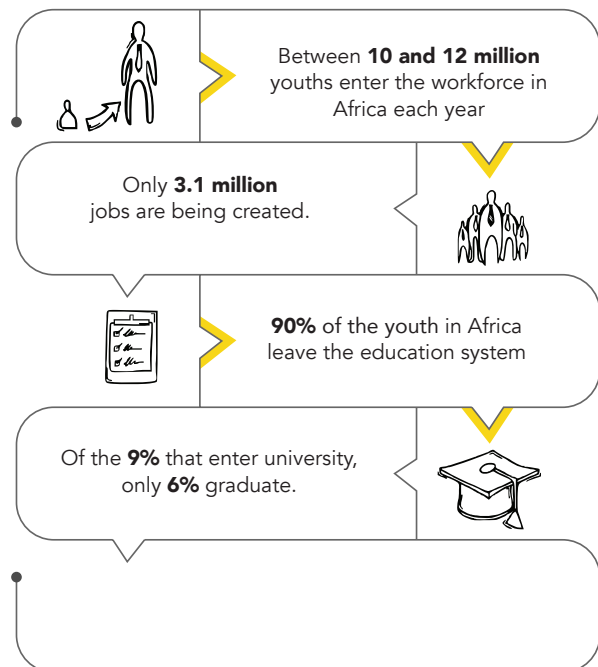 Between 10 and 12 million
youths enter the workforce in
Africa each year
Only 3.1 million
jobs are being created.
90% of the youth in Africa
leave the education system
Of the 9% that enter university,
only 6% graduate.